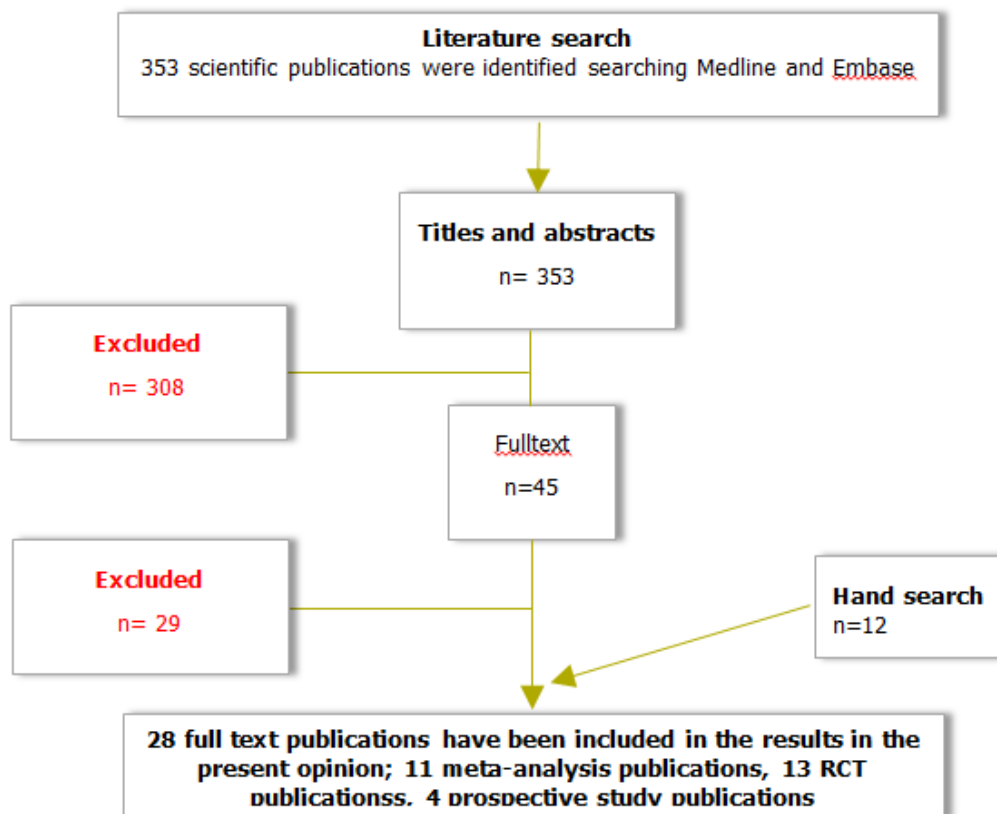 Literature search
353 scientific publications were identified searching Medline and Embase
Titles and abstracts
n= 353
Excluded
n= 308
Fulltext
n=45
Excluded
n= 29
Hand search
n=12
28 full text publications have been included in the results in the
present opinion; 11 meta-analysis publications, 13 RCT
publicationss. 4 prospective study publications